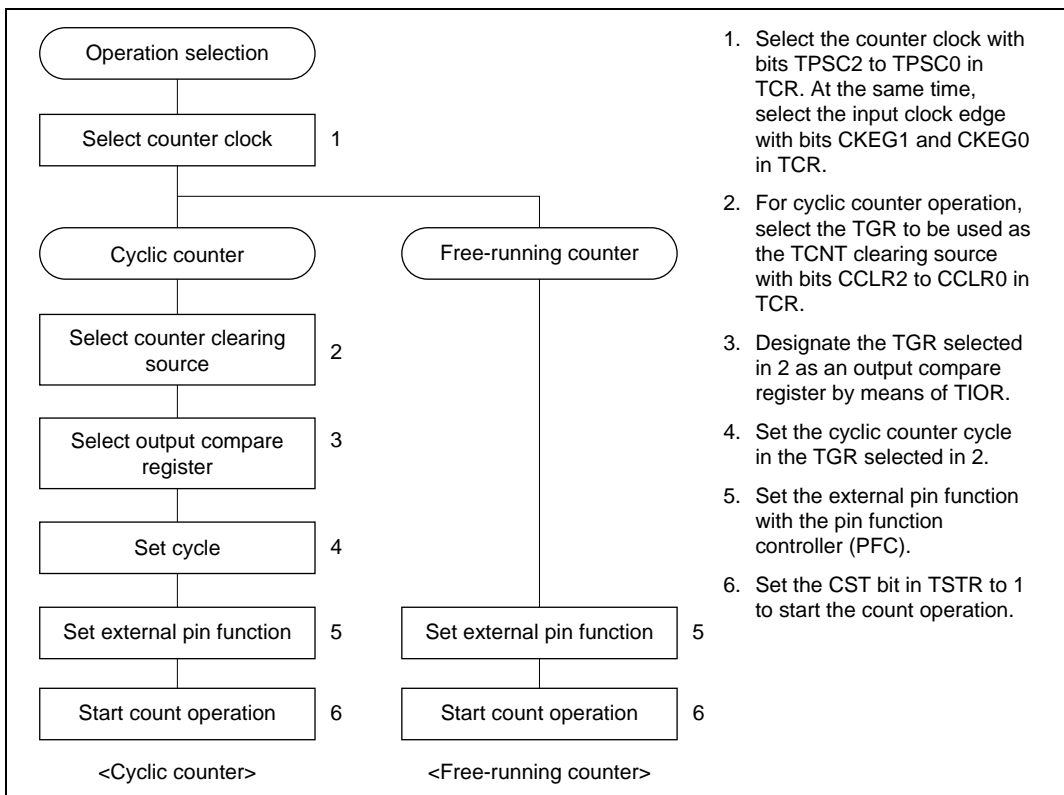 Operation selection
Select counter clock
1
Cyclic counter
Free-running counter
Select counter clearing
source
2
Select output compare
register
3
Set cycle
4
Set external pin function
5
Set external pin function
5
Start count operation
6
Start count operation
6
<Cyclic counter>
<Free-running counter>
1. Select the counter clock with
bits TPSC2 to TPSC0 in
TCR. At the same time,
select the input clock edge
with bits CKEG1 and CKEG0
in TCR.
2. For cyclic counter operation,
select the TGR to be used as
the TCNT clearing source
with bits CCLR2 to CCLR0 in
TCR.
3. Designate the TGR selected
in 2 as an output compare
register by means of TIOR.
4. Set the cyclic counter cycle
in the TGR selected in 2.
5. Set the external pin function
with the pin function
controller (PFC).
6. Set the CST bit in TSTR to 1
to start the count operation.